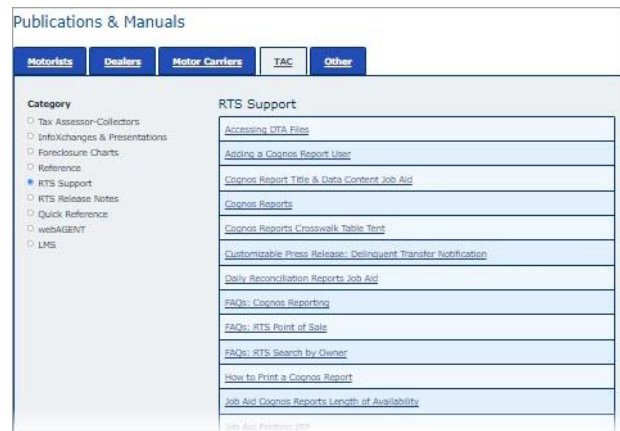 Publications & Manuals
Motorists
Dealers
Motor Carriers
TAC
Other
Category
Tax Assessor-Collectors
InfoXchanges & Presentations
Foreclosure Charts
Reference
RTS Support
RTS Release Notes
Quick Reference
webAGENT
LMS
RTS Support
Accessing DTA Files
Adding a Cognos Report User
Cognos Report Title & Data Content Job Aid
Cognos Reports
Cognos Reports Crosswalk Table Tent
Customizable Press Release: Delinquent Transfer Notification
Daily Reconciliation Reports Job Aid
FAQs: Cognos Reporting
FAQs: RTS Point of Sale
FAQs: RTS Search by Owner
How to Print a Cognos Report
Job Aid Cognos Reports Length of Availability
Job Aid Printing